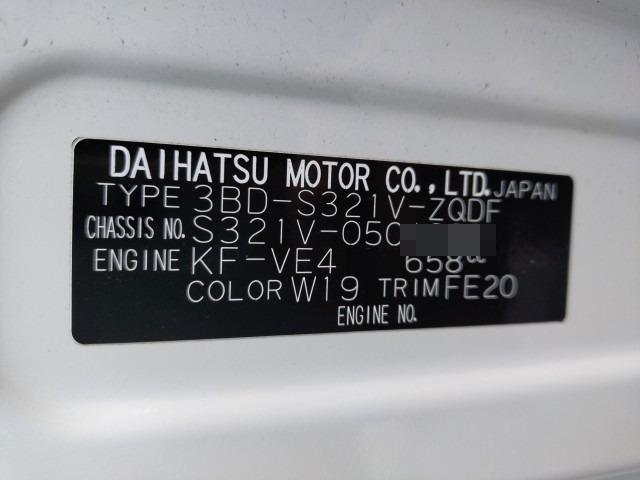 DAIHATSU MOTOR CO., LTD. JAPAN
TYPE 3BD-S321V-ZQDF
CHASSIS NO. S321V-050
ENGINE KF-VE4 658cc
COLOR W19 TRIM FE20
ENGINE NO.